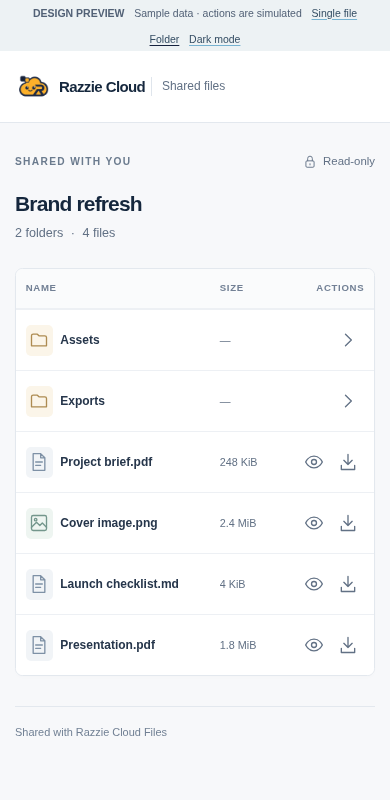 DESIGN PREVIEW Sample data · actions are simulated Single file
Folder Dark mode
Razzie Cloud Shared files
SHARED WITH YOU Read-only
Brand refresh
2 folders · 4 files
NAME SIZE ACTIONS
Assets —
Exports —
Project brief.pdf 248 KiB
Cover image.png 2.4 MiB
Launch checklist.md 4 KiB
Presentation.pdf 1.8 MiB
Shared with Razzie Cloud Files